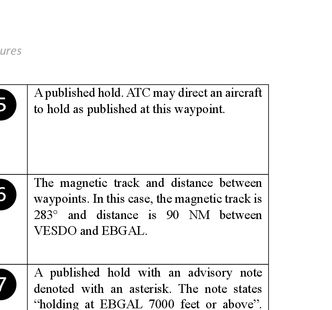 ures
5
A published hold. ATC may direct an aircraft
to hold as published at this waypoint.
6
The magnetic track and distance between
waypoints. In this case, the magnetic track is
283° and distance is 90 NM between
VESDO and EBGAL.
7
A published hold with an advisory note
denoted with an asterisk. The note states
“holding at EBGAL 7000 feet or above”.